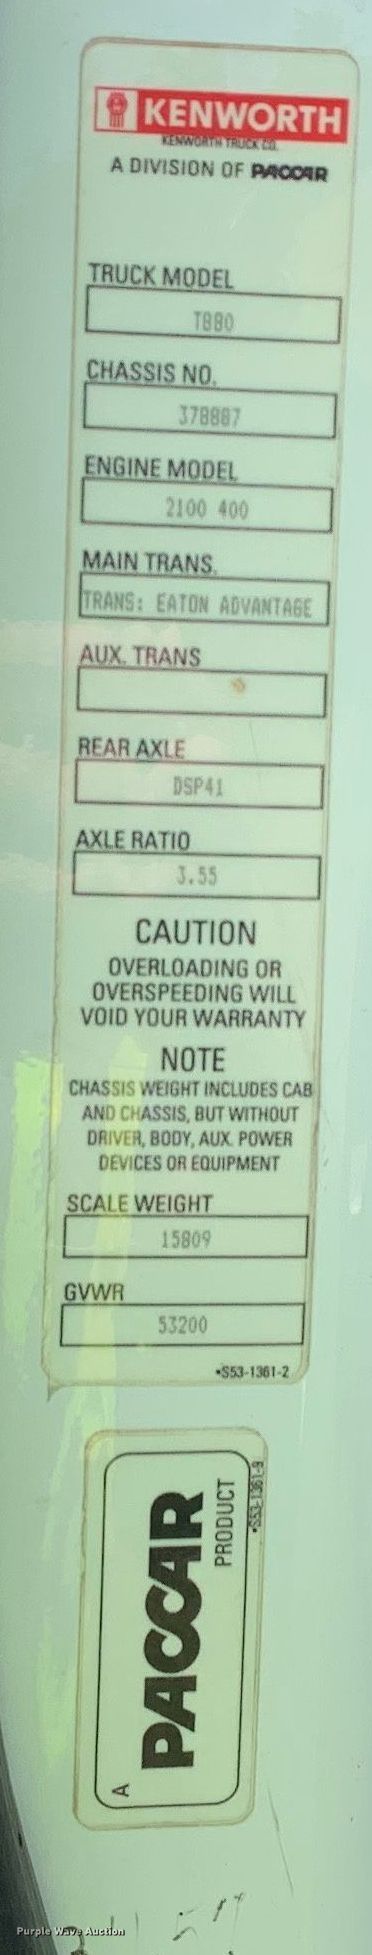 KENWORTH
KENWORTH TRUCK CO.
A DIVISION OF PACCAR
TRUCK MODEL
T880
CHASSIS NO.
378887
ENGINE MODEL
2100 400
MAIN TRANS.
TRANS: EATON ADVANTAGE
AUX. TRANS
REAR AXLE
DSP41
AXLE RATIO
3.55
CAUTION
OVERLOADING OR
OVERSPEEDING WILL
VOID YOUR WARRANTY
NOTE
CHASSIS WEIGHT INCLUDES CAB
AND CHASSIS, BUT WITHOUT
DRIVER, BODY, AUX. POWER
DEVICES OR EQUIPMENT
SCALE WEIGHT
15809
GVWR
53200
•S53-1361-2
A
PACCAR
PRODUCT
•S53-1361-9
Purple Wave Auction